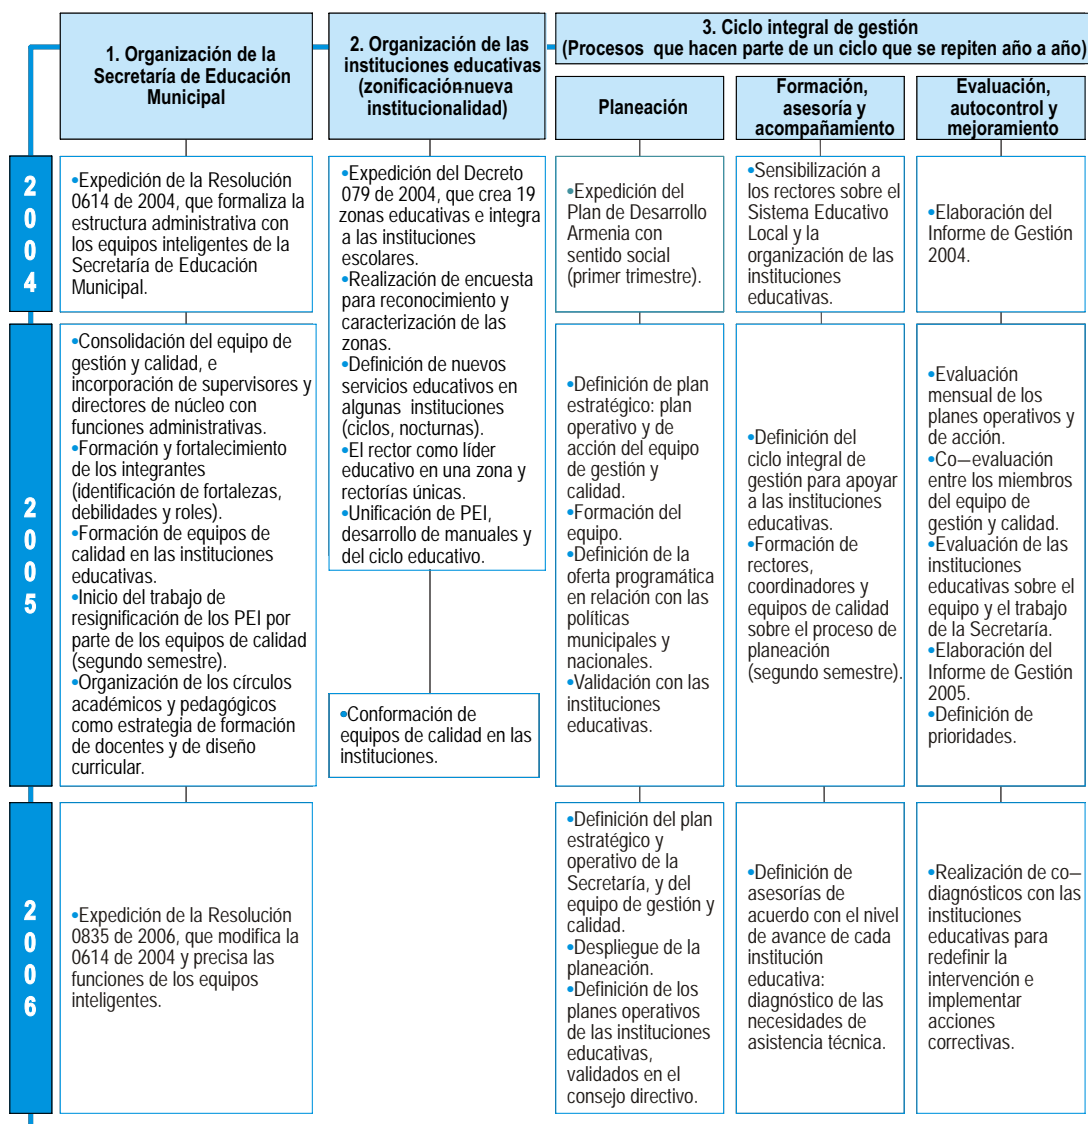 1. Organización de la
Secretaría de Educación
Municipal
2. Organización de las
instituciones educativas
(zonificación-nueva
institucionalidad)
3. Ciclo integral de gestión
(Procesos que hacen parte de un ciclo que se repiten año a año)
Planeación
Formación,
asesoría y
acompañamiento
Evaluación,
autocontrol y
mejoramiento
2004
•Expedición de la Resolución
0614 de 2004, que formaliza la
estructura administrativa con
los equipos inteligentes de la
Secretaría de Educación
Municipal.
•Expedición del Decreto
079 de 2004, que crea 19
zonas educativas e integra
a las instituciones
escolares.
•Realización de encuesta
para reconocimiento y
caracterización de las
zonas.
•Definición de nuevos
servicios educativos en
algunas instituciones
(ciclos, nocturnas).
•El rector como líder
educativo en una zona y
rectorías únicas.
•Unificación de PEI,
desarrollo de manuales y
del ciclo educativo.
•Expedición del
Plan de Desarrollo
Armenia con
sentido social
(primer trimestre).
•Sensibilización a
los rectores sobre el
Sistema Educativo
Local y la
organización de las
instituciones
educativas.
•Elaboración del
Informe de Gestión
2004.
2005
•Consolidación del equipo de
gestión y calidad, e
incorporación de supervisores y
directores de núcleo con
funciones administrativas.
•Formación y fortalecimiento
de los integrantes
(identificación de fortalezas,
debilidades y roles).
•Formación de equipos de
calidad en las instituciones
educativas.
•Inicio del trabajo de
resignificación de los PEI por
parte de los equipos de calidad
(segundo semestre).
•Organización de los círculos
académicos y pedagógicos
como estrategia de formación
de docentes y de diseño
curricular.
•Conformación de
equipos de calidad en las
instituciones.
•Definición de plan
estratégico: plan
operativo y de
acción del equipo
de gestión y
calidad.
•Formación del
equipo.
•Definición de la
oferta programática
en relación con las
políticas
municipales y
nacionales.
•Validación con las
instituciones
educativas.
•Definición del
ciclo integral de
gestión para apoyar
a las instituciones
educativas.
•Formación de
rectores,
coordinadores y
equipos de calidad
sobre el proceso de
planeación
(segundo semestre).
•Evaluación
mensual de los
planes operativos y
de acción.
•Co—evaluación
entre los miembros
del equipo de
gestión y calidad.
•Evaluación de las
instituciones
educativas sobre el
equipo y el trabajo
de la Secretaría.
•Elaboración del
Informe de Gestión
2005.
•Definición de
prioridades.
2006
•Expedición de la Resolución
0835 de 2006, que modifica la
0614 de 2004 y precisa las
funciones de los equipos
inteligentes.
•Definición del plan
estratégico y
operativo de la
Secretaría, y del
equipo de gestión y
calidad.
•Despliegue de la
planeación.
•Definición de los
planes operativos
de las instituciones
educativas,
validados en el
consejo directivo.
•Definición de
asesorías de
acuerdo con el nivel
de avance de cada
institución
educativa:
diagnóstico de las
necesidades de
asistencia técnica.
•Realización de co—
diagnósticos con las
instituciones
educativas para
redefinir la
intervención e
implementar
acciones
correctivas.